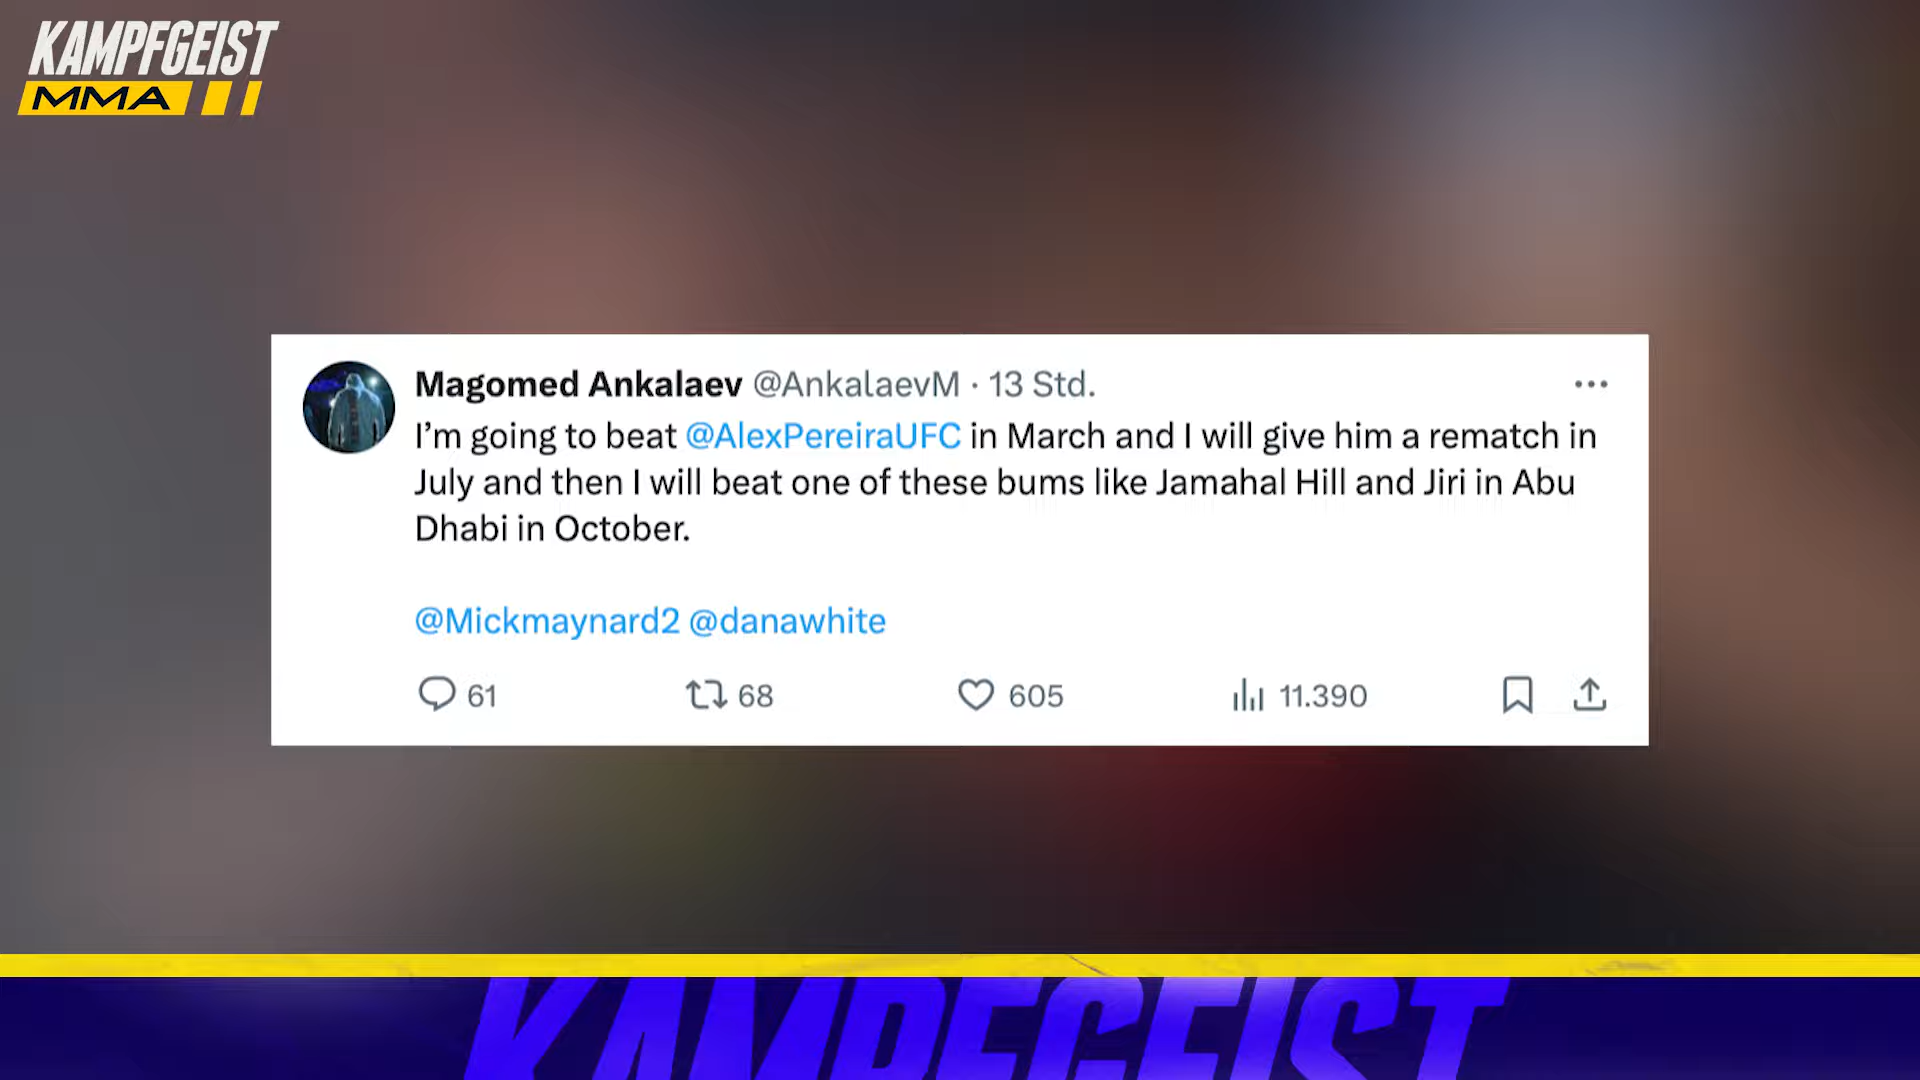 KAMPFGEIST
MMA
Magomed Ankalaev @AnkalaevM · 13 Std.
I’m going to beat @AlexPereiraUFC in March and I will give him a rematch in
July and then I will beat one of these bums like Jamahal Hill and Jiri in Abu
Dhabi in October.
@Mickmaynard2 @danawhite
61 68 605 11.390
KAMPFGEIST